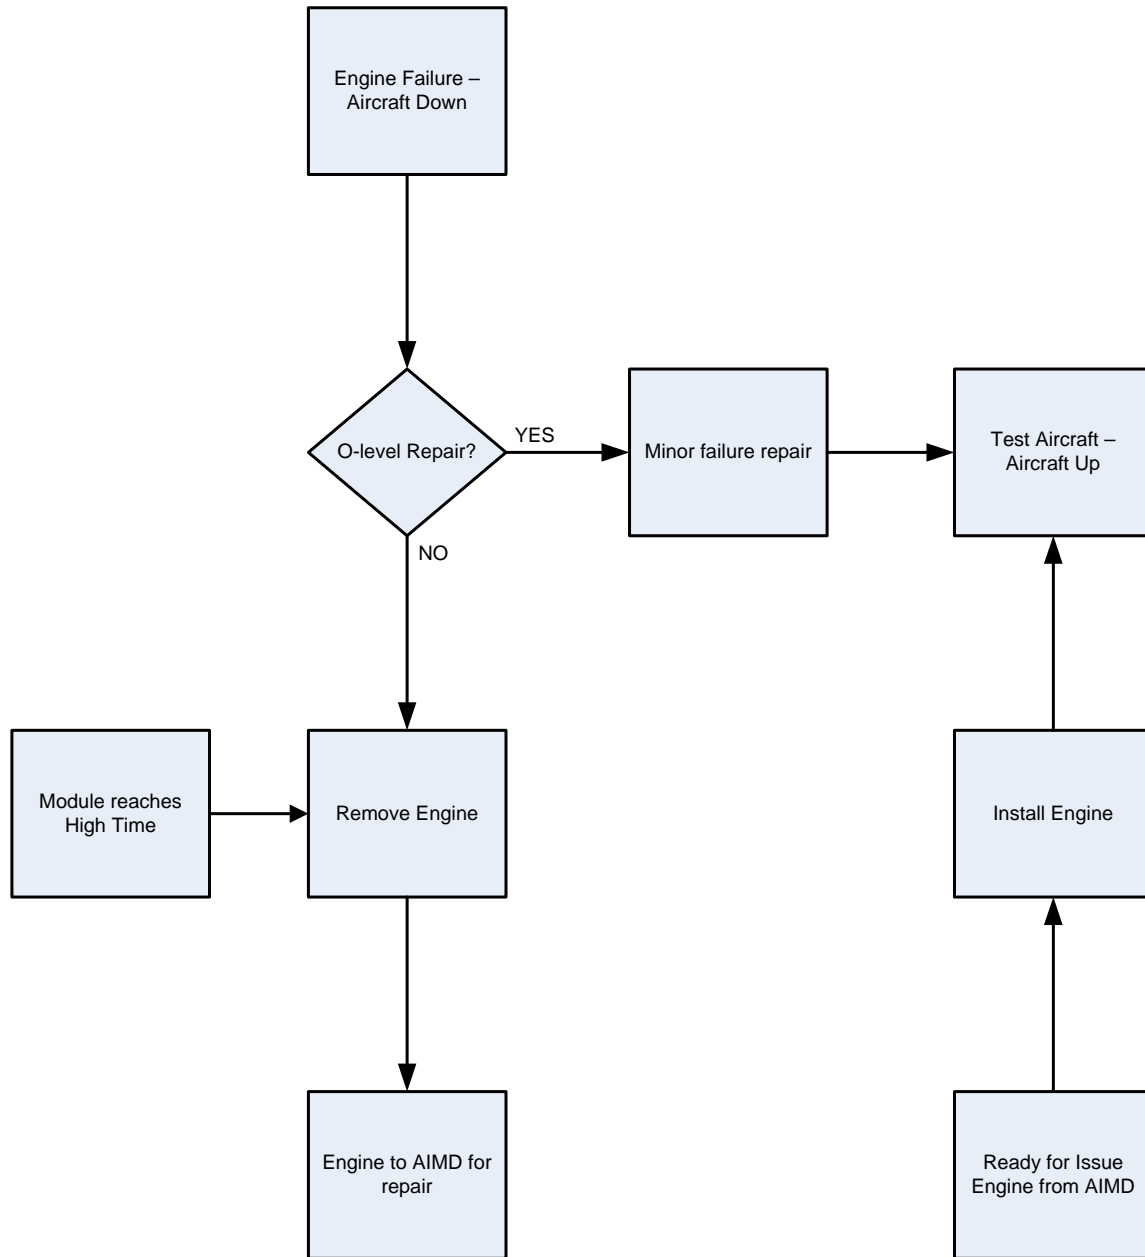 Engine Failure –
Aircraft Down
O-level Repair?
YES
Minor failure repair
Test Aircraft –
Aircraft Up
NO
Module reaches
High Time
Remove Engine
Install Engine
Engine to AIMD for
repair
Ready for Issue
Engine from AIMD